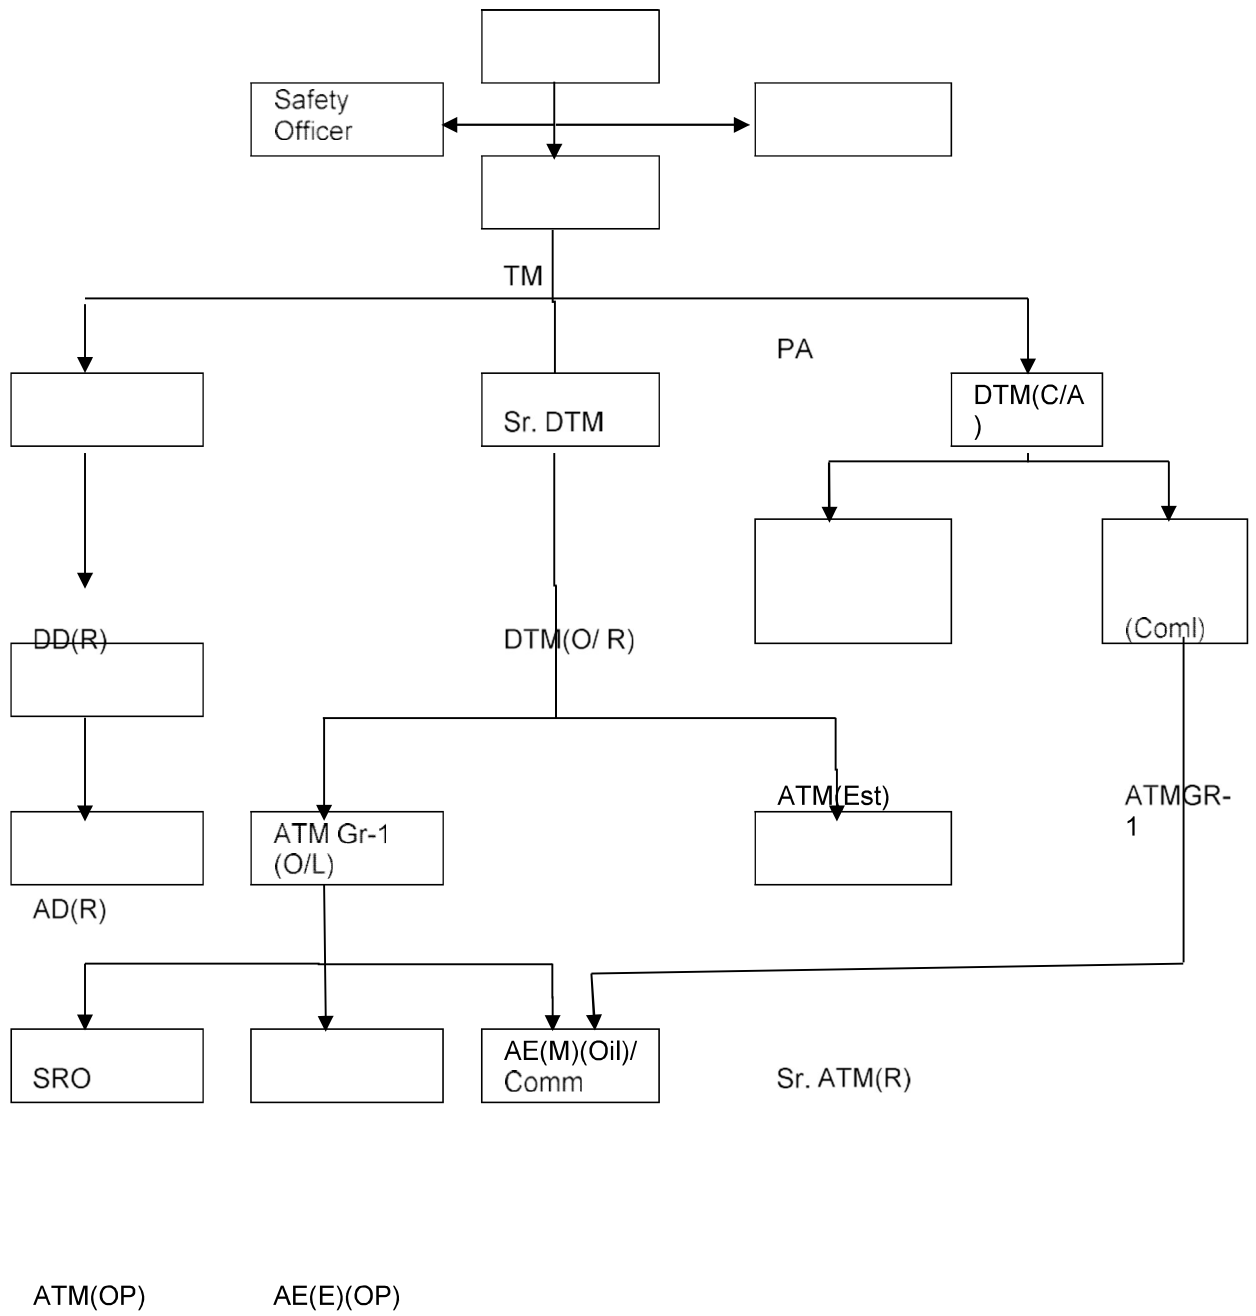 Safety
Officer
TM
PA
Sr. DTM
DTM(C/A
)
DD(R)
DTM(O/ R)
(Coml)
ATM(Est)
ATMGR-
1
ATM Gr-1
(O/L)
AD(R)
SRO
AE(M)(Oil)/
Comm
Sr. ATM(R)
ATM(OP)
AE(E)(OP)